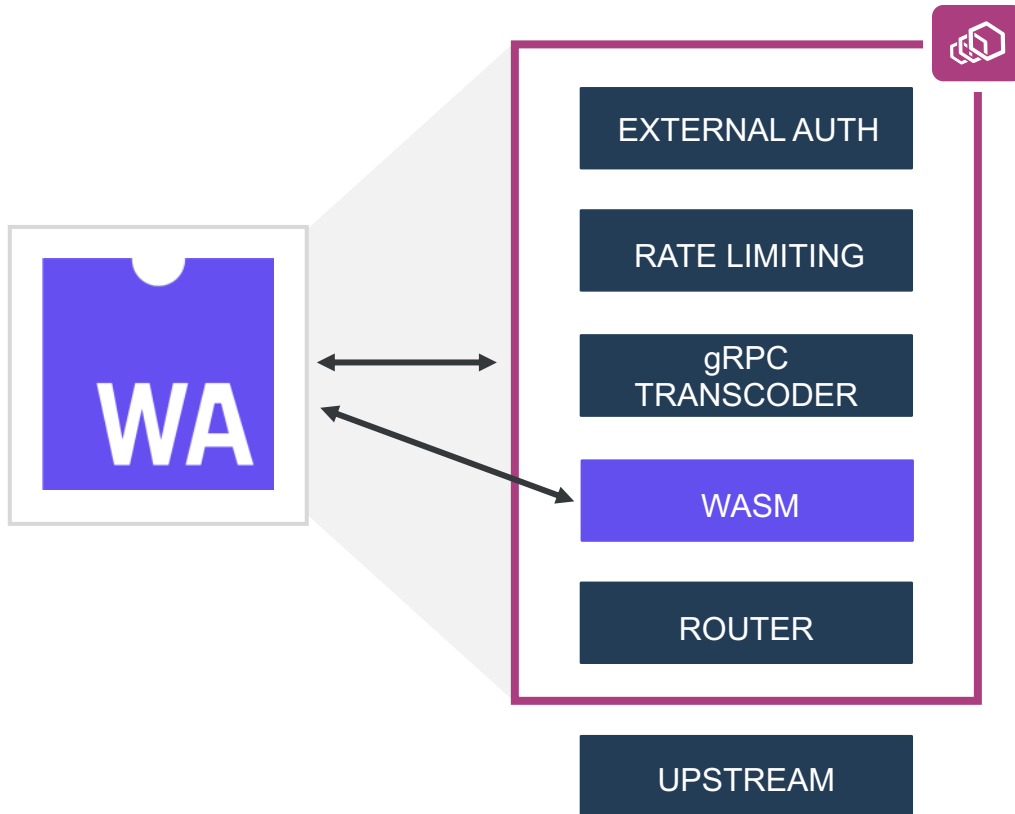 EXTERNAL AUTH
RATE LIMITING
gRPC
TRANSCODER
WA
WASM
ROUTER
UPSTREAM